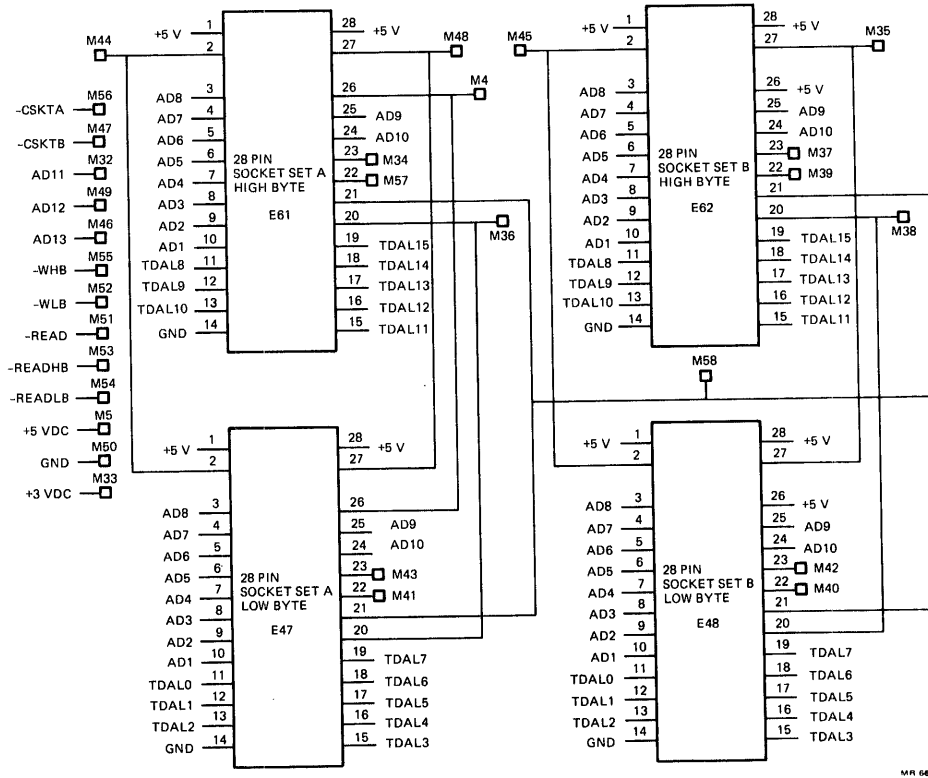 M44
-CSKTA M56
-CSKTB M47
AD11 M32
AD12 M49
AD13 M46
-WHB M55
-WLB M52
-READ M51
-READHB M53
-READLB M54
+5 VDC M5
GND M50
+3 VDC M33
+5 V 1
2
AD8 3
AD7 4
AD6 5
AD5 6
AD4 7
AD3 8
AD2 9
AD1 10
TDAL8 11
TDAL9 12
TDAL10 13
GND 14
28 PIN
SOCKET SET A
HIGH BYTE
E61
28 +5 V
27 M48
26 M4
25 AD9
24 AD10
23 M34
22 M57
21
20 M36
19 TDAL15
18 TDAL14
17 TDAL13
16 TDAL12
15 TDAL11
M45
+5 V 1
2
AD8 3
AD7 4
AD6 5
AD5 6
AD4 7
AD3 8
AD2 9
AD1 10
TDAL8 11
TDAL9 12
TDAL10 13
GND 14
28 PIN
SOCKET SET B
HIGH BYTE
E62
28 +5 V
27 M35
26 +5 V
25 AD9
24 AD10
23 M37
22 M39
21
20 M38
19 TDAL15
18 TDAL14
17 TDAL13
16 TDAL12
15 TDAL11
M58
+5 V 1
2
AD8 3
AD7 4
AD6 5
AD5 6
AD4 7
AD3 8
AD2 9
AD1 10
TDAL0 11
TDAL1 12
TDAL2 13
GND 14
28 PIN
SOCKET SET A
LOW BYTE
E47
28 +5 V
27
26
25 AD9
24 AD10
23 M43
22 M41
21
20
19 TDAL7
18 TDAL6
17 TDAL5
16 TDAL4
15 TDAL3
+5 V 1
2
AD8 3
AD7 4
AD6 5
AD5 6
AD4 7
AD3 8
AD2 9
AD1 10
TDAL0 11
TDAL1 12
TDAL2 13
GND 14
28 PIN
SOCKET SET B
LOW BYTE
E48
28 +5 V
27
26 +5 V
25 AD9
24 AD10
23 M42
22 M40
21
20
19 TDAL7
18 TDAL6
17 TDAL5
16 TDAL4
15 TDAL3
MR